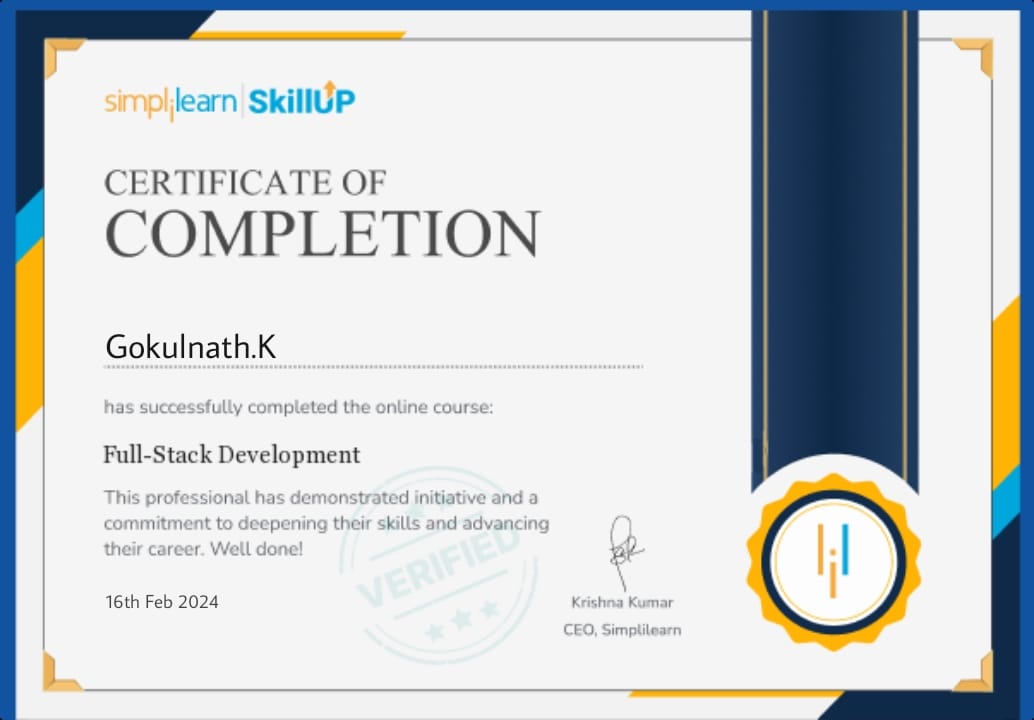 simplilearn | SkillUP
CERTIFICATE OF
COMPLETION
Gokulnath.K
has successfully completed the online course:
Full-Stack Development
This professional has demonstrated initiative and a
commitment to deepening their skills and advancing
their career. Well done!
VERIFIED
16th Feb 2024
Krishna Kumar
CEO, Simplilearn